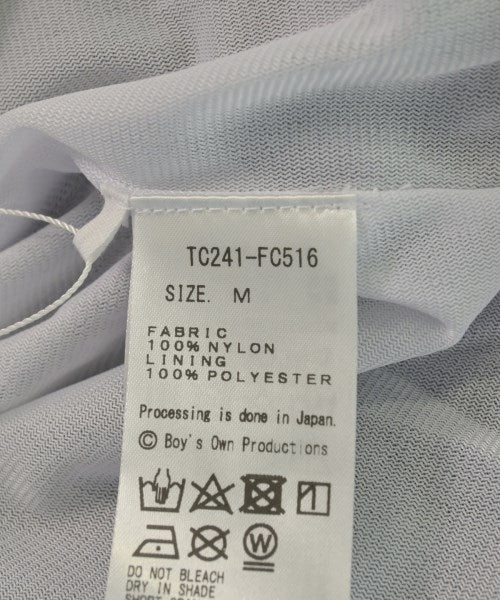 TC241-FC516
SIZE. M
FABRIC
100% NYLON
LINING
100% POLYESTER
Processing is done in Japan.
© Boy's Own Productions
W
DO NOT BLEACH
DRY IN SHADE